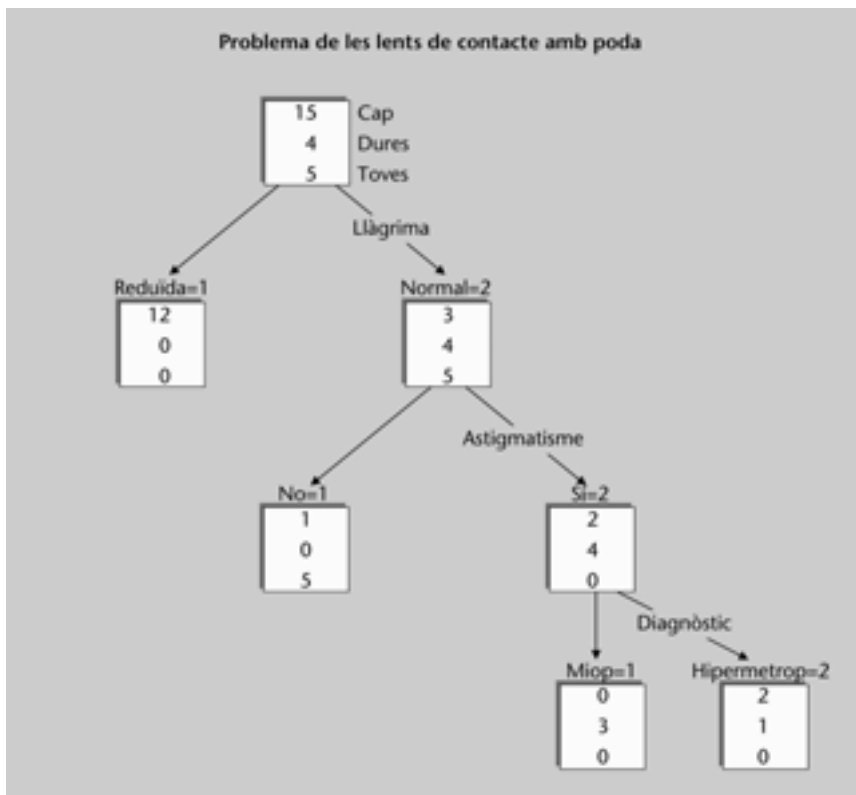 Problema de les lents de contacte amb poda
15 Cap
4 Dures
5 Toves
Llàgrima
Reduïda=1
12
0
0
Normal=2
3
4
5
Astigmatisme
No=1
1
0
5
Sí=2
2
4
0
Diagnòstic
Miop=1
0
3
0
Hipermetrop=2
2
1
0